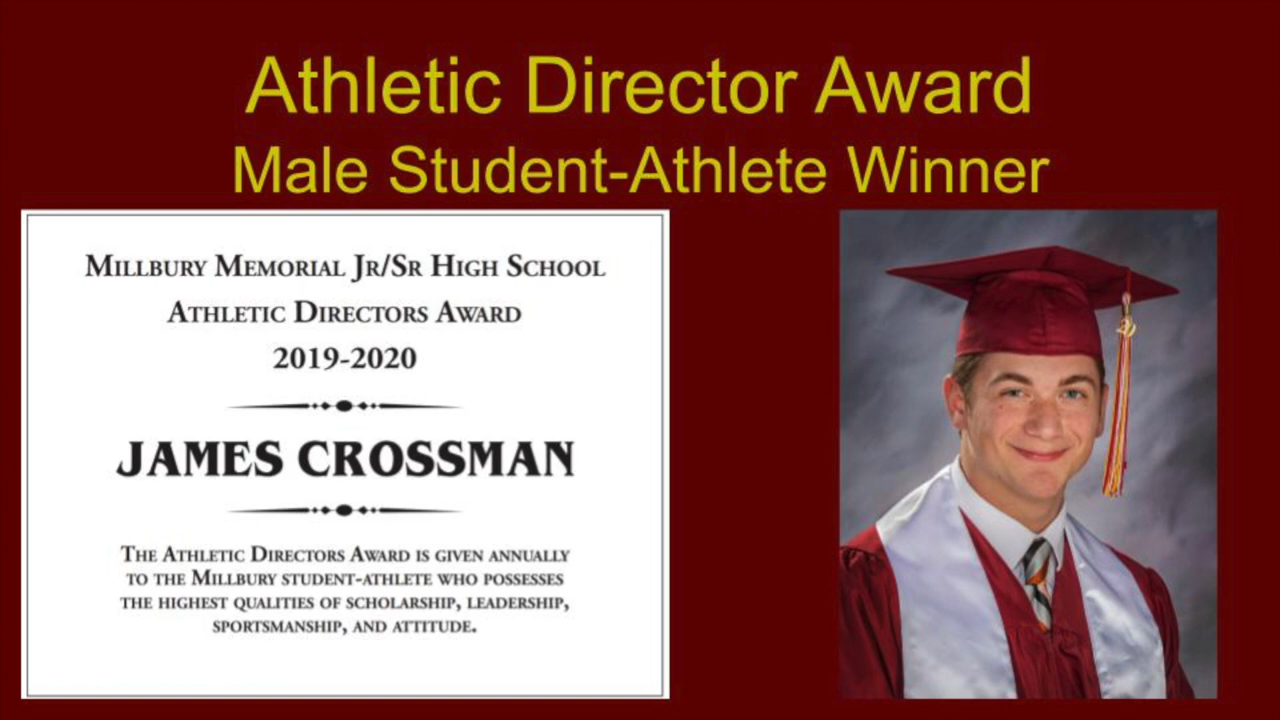 Athletic Director Award
Male Student-Athlete Winner
Millbury Memorial Jr/Sr High School
Athletic Directors Award
2019-2020
JAMES CROSSMAN
The Athletic Directors Award is given annually
to the Millbury student-athlete who possesses
the highest qualities of scholarship, leadership,
sportsmanship, and attitude.